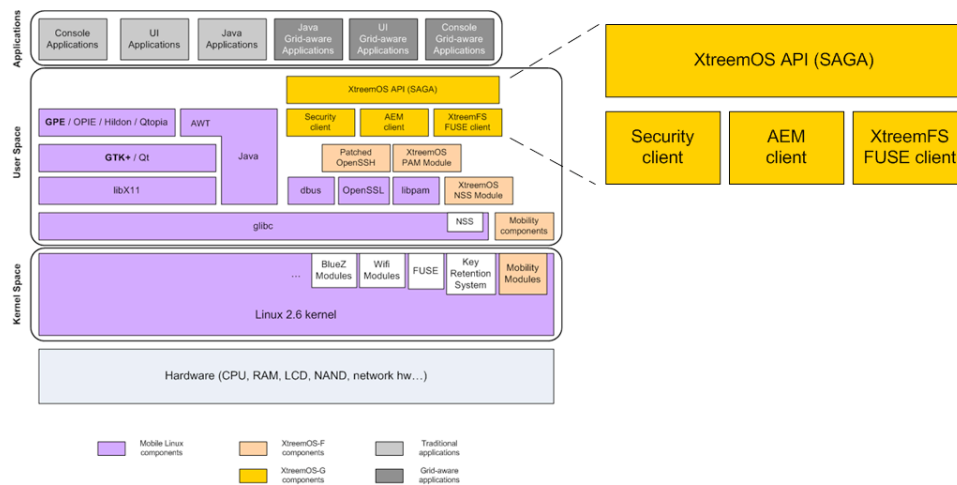 Applications
Console
Applications
UI
Applications
Java
Applications
Java
Grid-aware
Applications
UI
Grid-aware
Applications
Console
Grid-aware
Applications
User Space
XtreemOS API (SAGA)
GPE / OPIE / Hildon / Qtopia
AWT
Java
Security
client
AEM
client
XtreemFS
FUSE client
GTK+ / Qt
Patched
OpenSSH
XtreemOS
PAM Module
libX11
dbus
OpenSSL
libpam
XtreemOS
NSS Module
glibc
NSS
Mobility
components
Kernel Space
...
BlueZ
Modules
Wifi
Modules
FUSE
Key
Retention
System
Mobility
Modules
Linux 2.6 kernel
Hardware (CPU, RAM, LCD, NAND, network hw…)
Mobile Linux
components
XtreemOS-F
components
Traditional
applications
XtreemOS-G
components
Grid-aware
applications
XtreemOS API (SAGA)
Security
client
AEM
client
XtreemFS
FUSE client